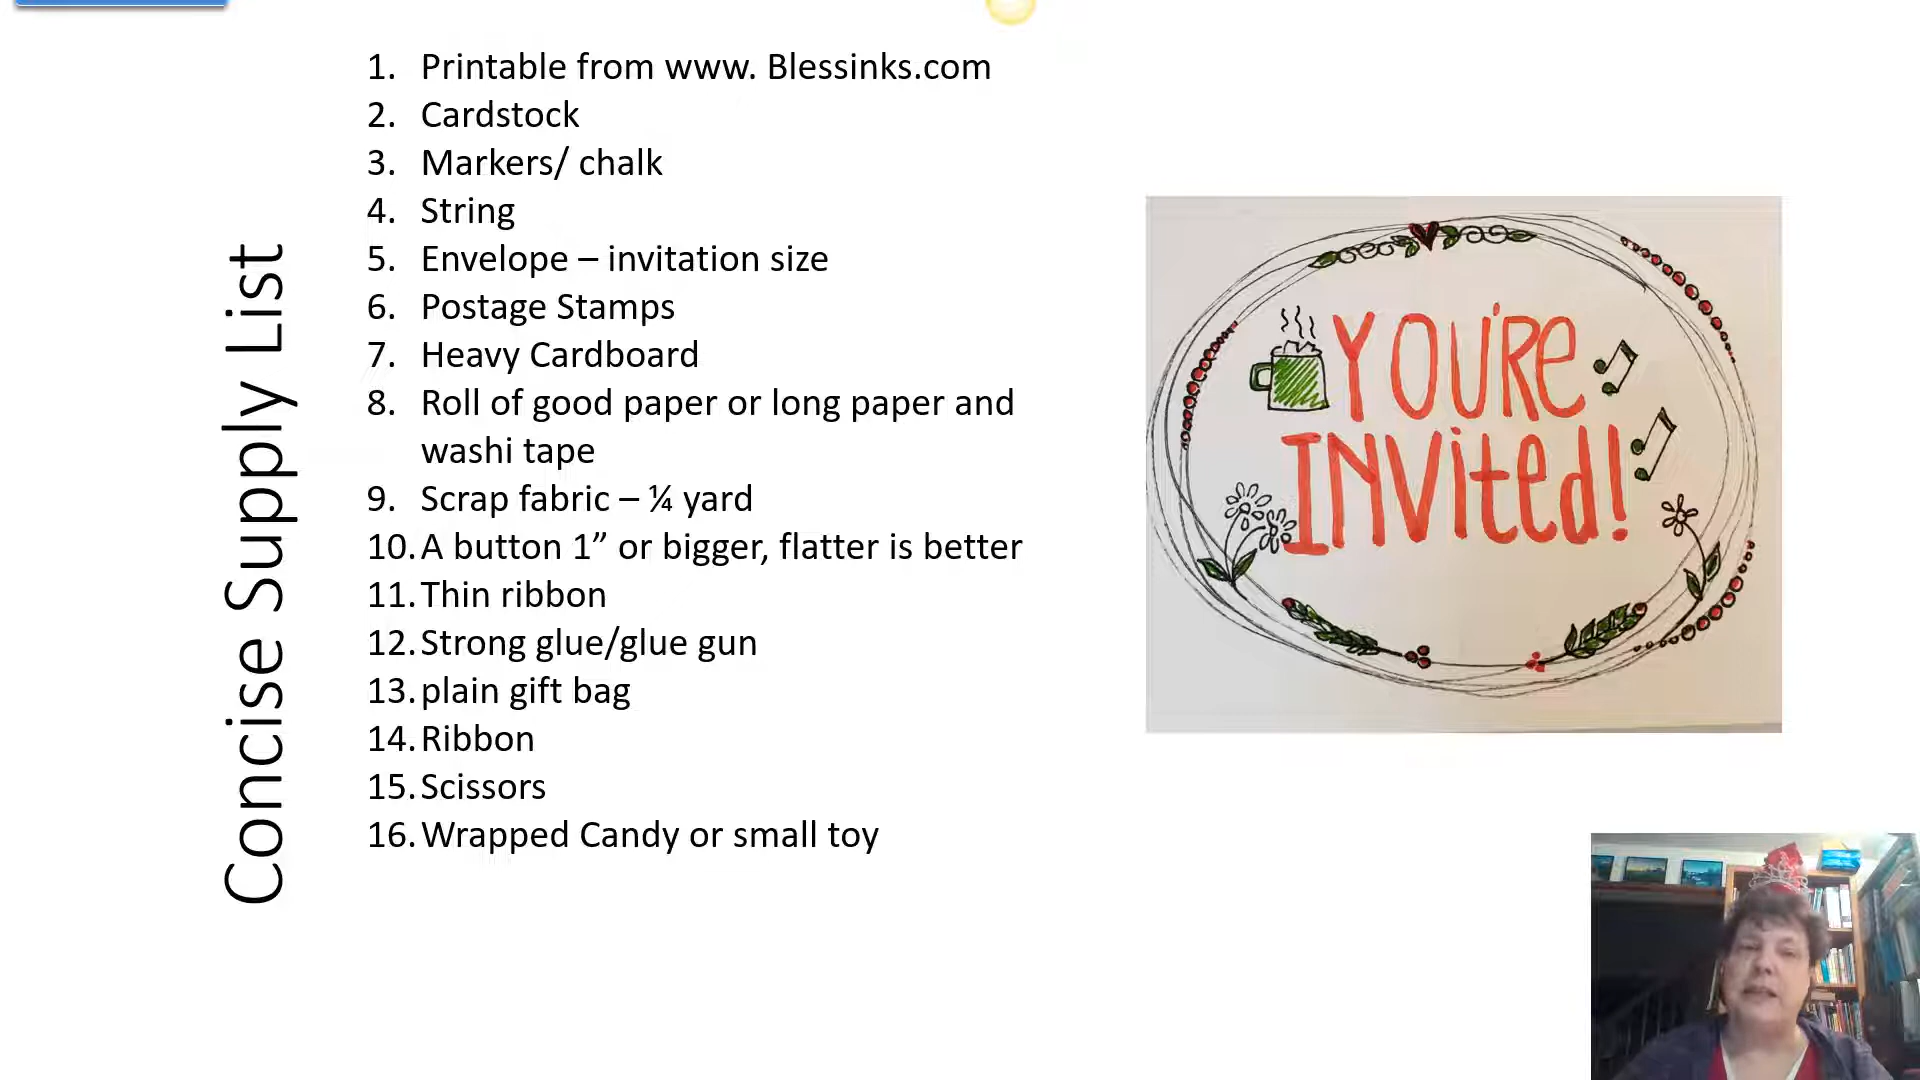 Concise Supply List
1. Printable from www. Blessinks.com
2. Cardstock
3. Markers/ chalk
4. String
5. Envelope – invitation size
6. Postage Stamps
7. Heavy Cardboard
8. Roll of good paper or long paper and
washi tape
9. Scrap fabric – ¼ yard
10. A button 1” or bigger, flatter is better
11. Thin ribbon
12. Strong glue/glue gun
13. plain gift bag
14. Ribbon
15. Scissors
16. Wrapped Candy or small toy
YOU'RE
INVited!